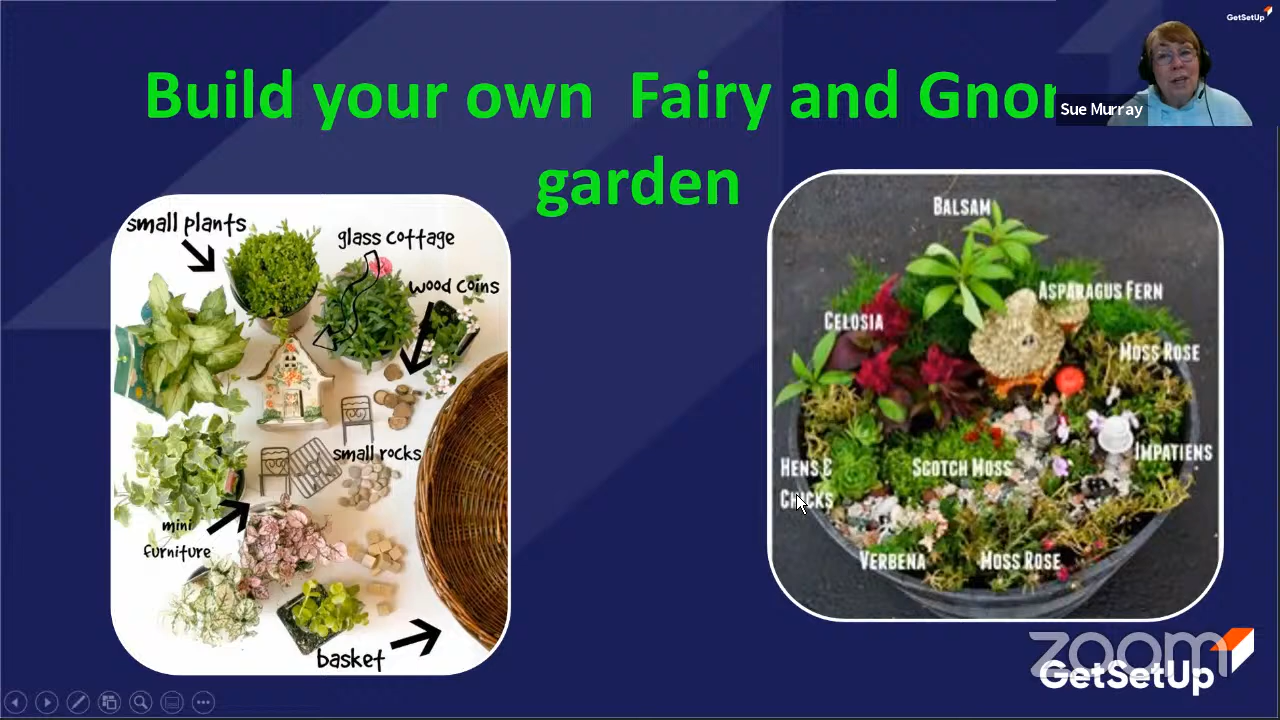 GetSetUp
Build your own Fairy and Gno
garden
Sue Murray
small plants
glass cottage
wood coins
small rocks
mini
furniture
basket
Balsam
Asparagus Fern
Celosia
Moss Rose
Impatiens
Hens &
Chicks
Scotch Moss
Verbena
Moss Rose
zoom
GetSetUp